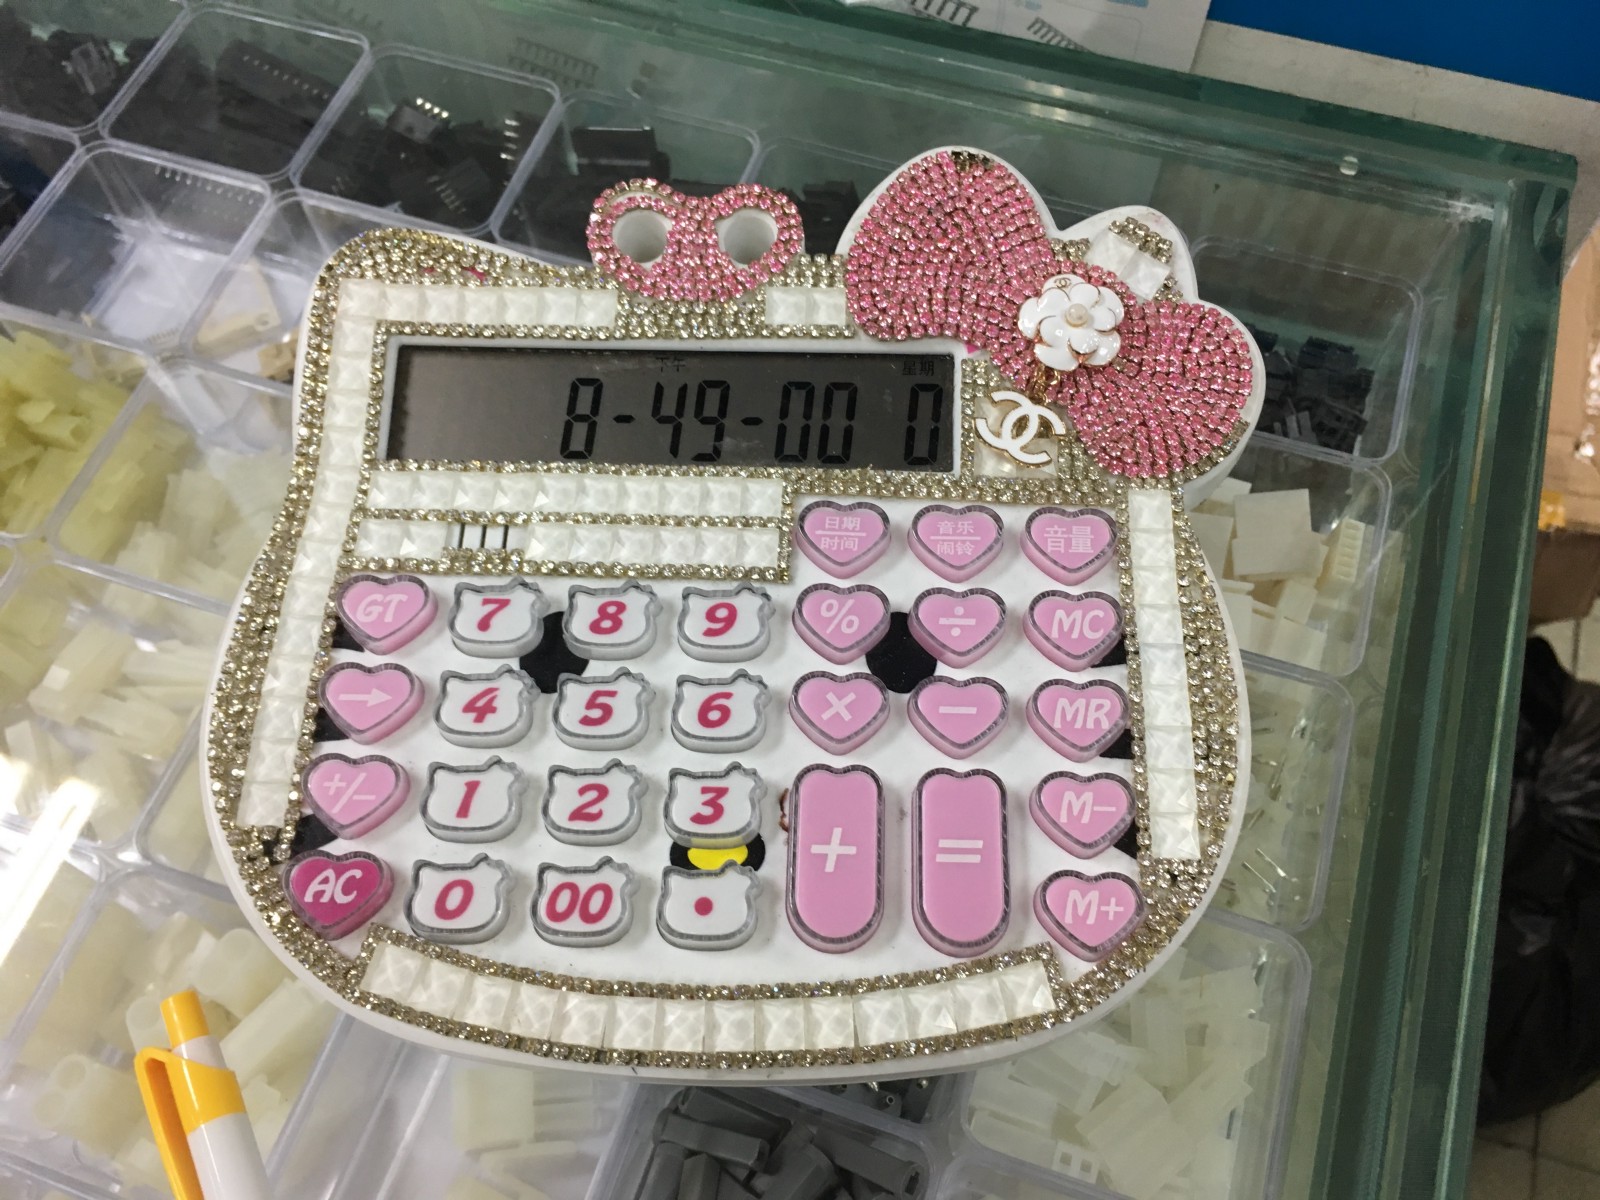 下午 星期
8-49-00 0
日期 音乐 音量
时间 闹铃
GT 7 8 9 % ÷ MC
→ 4 5 6 × − MR
+/− 1 2 3 + = M−
AC 0 00 • M+